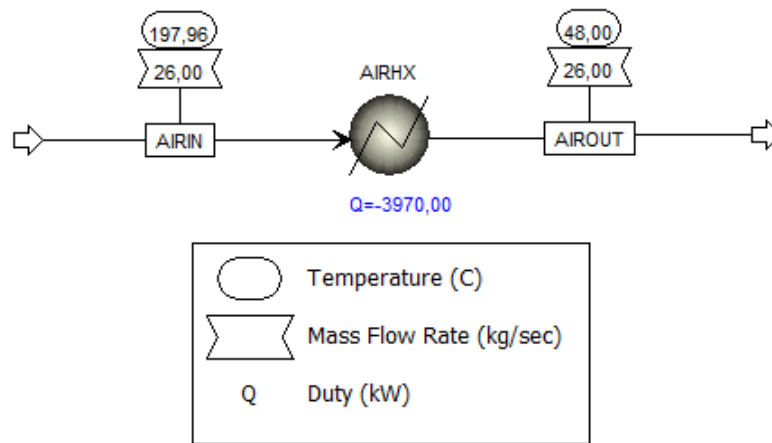 197,96
26,00
AIRIN
AIRHX
Q=-3970,00
48,00
26,00
AIROUT
Temperature (C)
Mass Flow Rate (kg/sec)
Q Duty (kW)